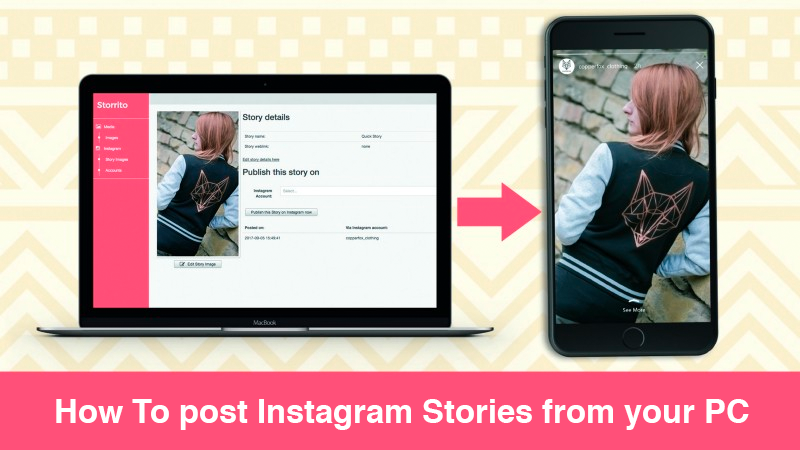 Storrito
Media
Images
Instagram
Story Images
Accounts
Story details
Story name: Quick Story
Story weblink: none
Edit story details here
Publish this story on
Instagram Account: Select...
Publish this Story on Instagram now
Posted on: Via Instagram account:
2017-09-05 15:49:41 copperfox_clothing
Edit Story Image
MacBook
copperfox_clothing 2h
See More
How To post Instagram Stories from your PC